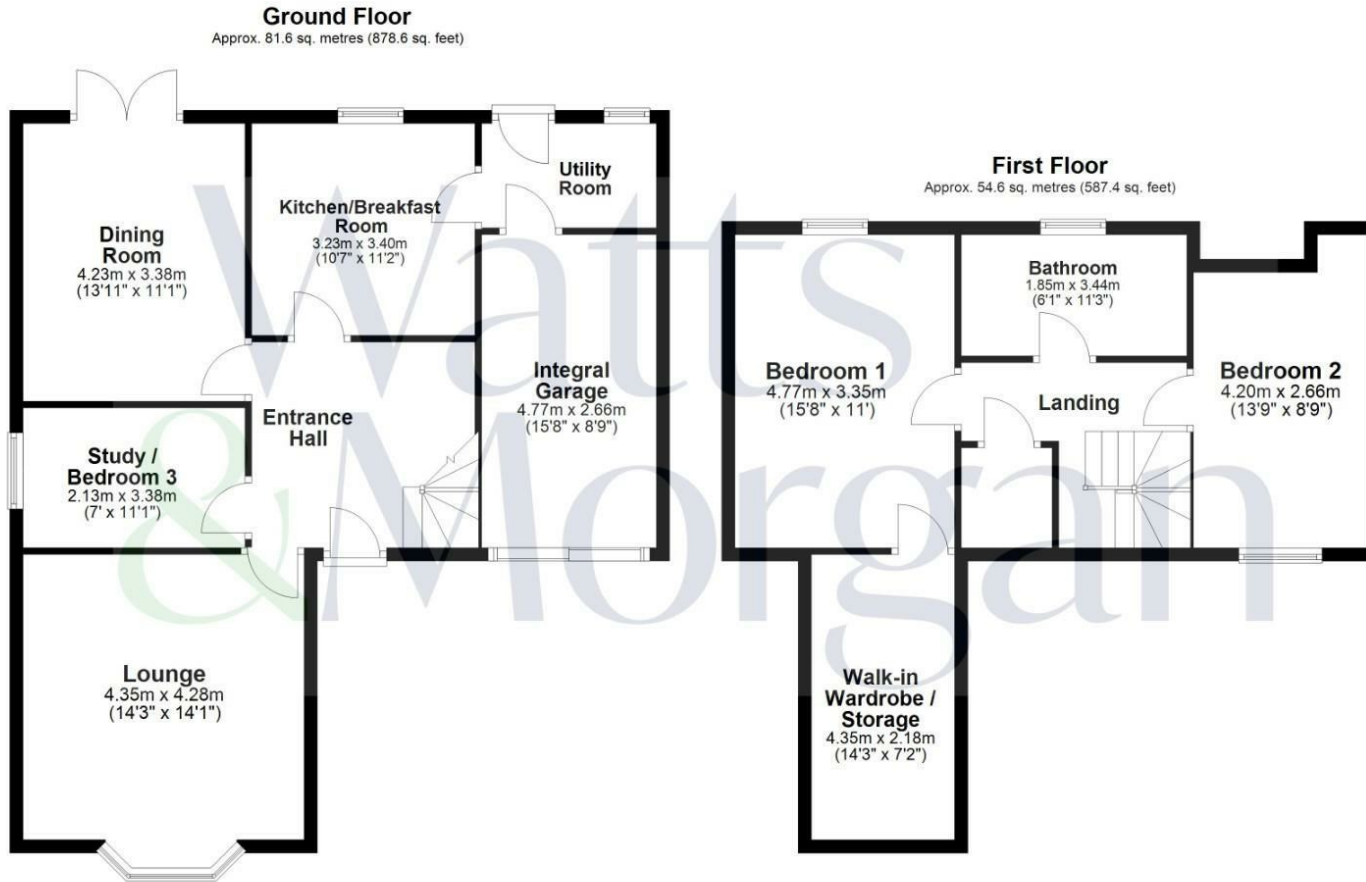 Ground Floor
Approx. 81.6 sq. metres (878.6 sq. feet)
Dining
Room
4.23m x 3.38m
(13'11" x 11'1")
Kitchen/Breakfast
Room
3.23m x 3.40m
(10'7" x 11'2")
Utility
Room
Study /
Bedroom 3
2.13m x 3.38m
(7' x 11'1")
Entrance
Hall
Integral
Garage
4.77m x 2.66m
(15'8" x 8'9")
Lounge
4.35m x 4.28m
(14'3" x 14'1")
First Floor
Approx. 54.6 sq. metres (587.4 sq. feet)
Bedroom 1
4.77m x 3.35m
(15'8" x 11')
Bathroom
1.85m x 3.44m
(6'1" x 11'3")
Landing
Bedroom 2
4.20m x 2.66m
(13'9" x 8'9")
Walk-in
Wardrobe /
Storage
4.35m x 2.18m
(14'3" x 7'2")
Watts
&Morgan